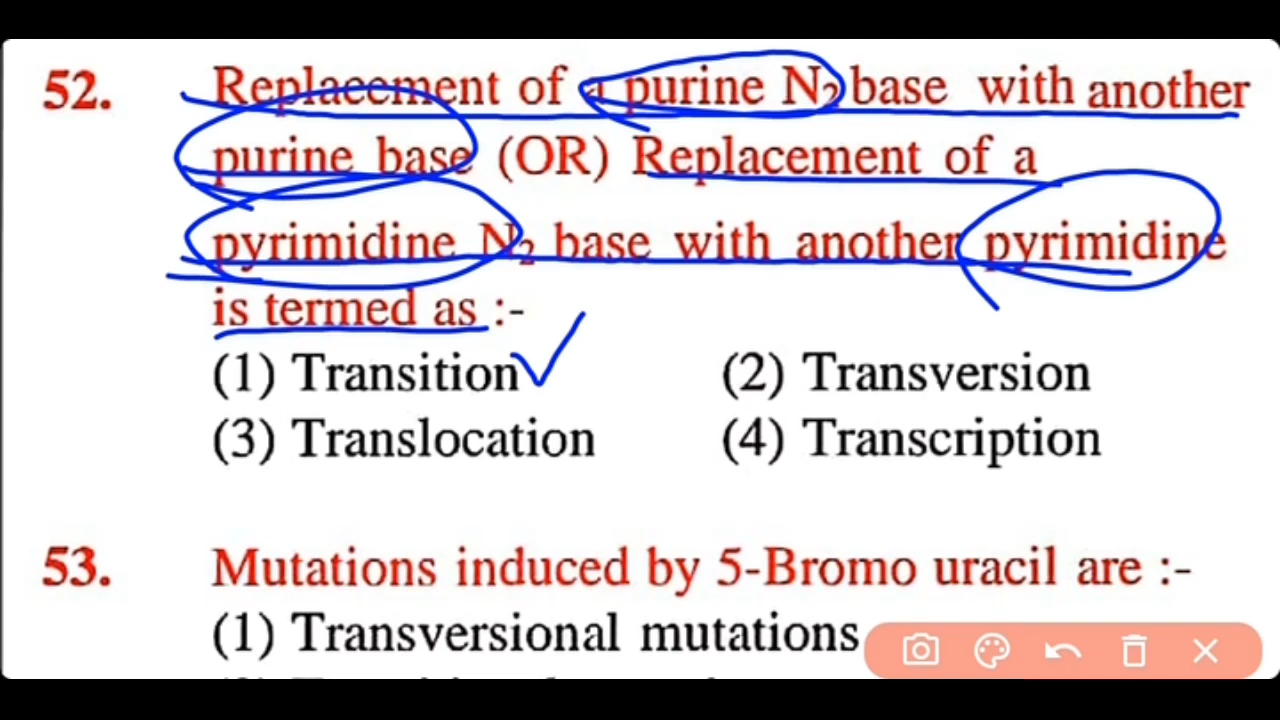 52. Replacement of a purine N₂ base with another
purine base (OR) Replacement of a
pyrimidine N₂ base with another pyrimidine
is termed as :-
(1) Transition (2) Transversion
(3) Translocation (4) Transcription
53. Mutations induced by 5-Bromo uracil are :-
(1) Transversional mutations